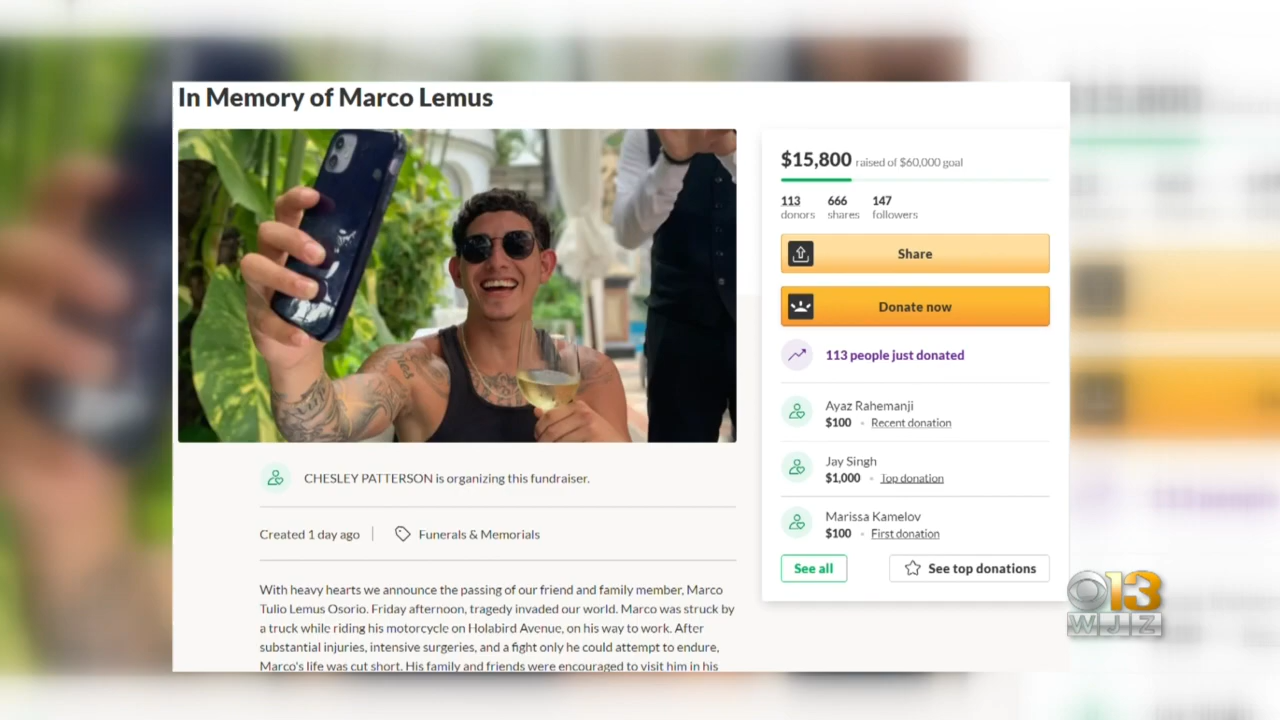 In Memory of Marco Lemus
$15,800 raised of $60,000 goal
113 666 147
donors shares followers
Share
Donate now
113 people just donated
Ayaz Rahemanji
$100 • Recent donation
Jay Singh
$1,000 • Top donation
Marissa Kamelov
$100 • First donation
See all See top donations
CHESLEY PATTERSON is organizing this fundraiser.
Created 1 day ago | Funerals & Memorials
With heavy hearts we announce the passing of our friend and family member, Marco
Tulio Lemus Osorio. Friday afternoon, tragedy invaded our world. Marco was struck by
a truck while riding his motorcycle on Holabird Avenue, on his way to work. After
substantial injuries, intensive surgeries, and a fight only he could attempt to endure,
Marco's life was cut short. His family and friends were encouraged to visit him in his
13
WJZ